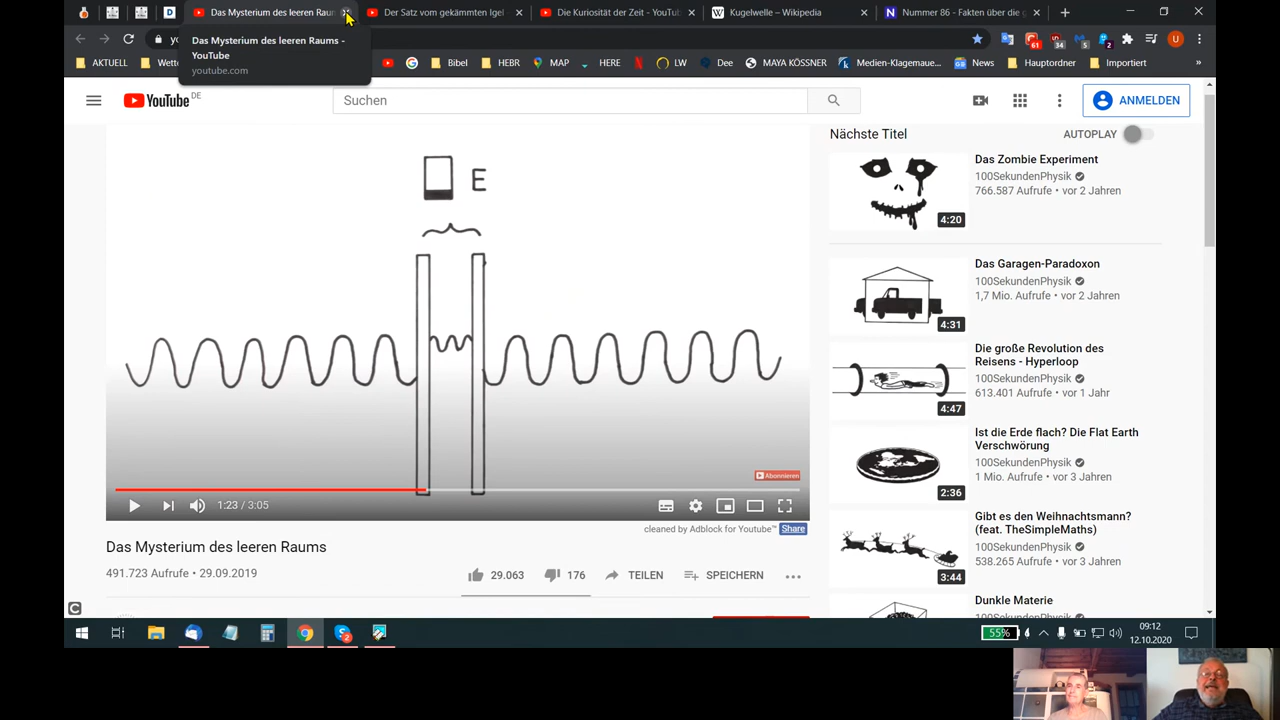 Das Mysterium des leeren Raum
Der Satz vom gekämmten Igel
Die Kuriosität der Zeit - YouTub
Kugelwelle – Wikipedia
Nummer 86 - Fakten über die g
Das Mysterium des leeren Raums -
YouTube
youtube.com
AKTUELL
Bibel
HEBR
MAP
HERE
LW
Dee
MAYA KÖSSNER
Medien-Klagemaue
News
Hauptordner
Importiert
YouTube DE
Suchen
ANMELDEN
E
Abonnieren
1:23 / 3:05
cleaned by Adblock for Youtube™ Share
Das Mysterium des leeren Raums
491.723 Aufrufe • 29.09.2019
29.063
176
TEILEN
SPEICHERN
Nächste Titel
AUTOPLAY
Das Zombie Experiment
100SekundenPhysik
766.587 Aufrufe • vor 2 Jahren
4:20
Das Garagen-Paradoxon
100SekundenPhysik
1,7 Mio. Aufrufe • vor 2 Jahren
4:31
Die große Revolution des
Reisens - Hyperloop
100SekundenPhysik
613.401 Aufrufe • vor 1 Jahr
4:47
Ist die Erde flach? Die Flat Earth
Verschwörung
100SekundenPhysik
1 Mio. Aufrufe • vor 3 Jahren
2:36
Gibt es den Weihnachtsmann?
(feat. TheSimpleMaths)
100SekundenPhysik
538.265 Aufrufe • vor 3 Jahren
3:44
Dunkle Materie
55%
09:12
12.10.2020